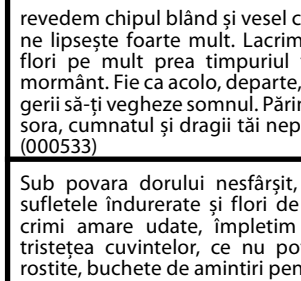 revedem chipul blând și vesel c
ne lipsește foarte mult. Lacrim
flori pe mult prea timpuriul
mormânt. Fie ca acolo, departe,
gerii să-ți vegheze somnul. Părin
sora, cumnatul și dragii tăi nep
(000533)
Sub povara dorului nesfârșit,
sufletele îndurerate și flori de
crimi amare udate, împletim
tristețea cuvintelor, ce nu po
rostite, buchete de amintiri pen